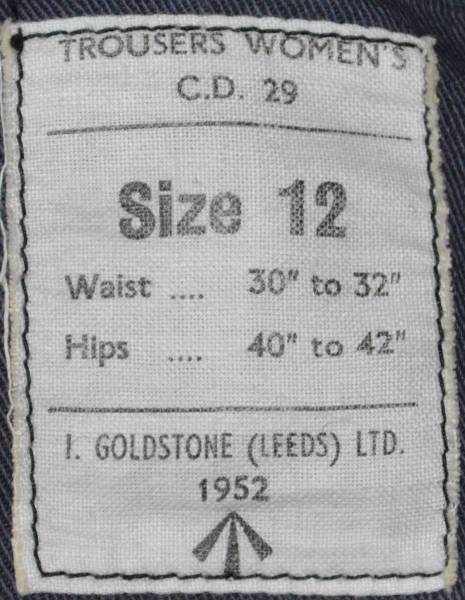 TROUSERS WOMEN'S
C.D. 29
Size 12
Waist .... 30" to 32"
Hips .... 40" to 42"
I. GOLDSTONE (LEEDS) LTD.
1952